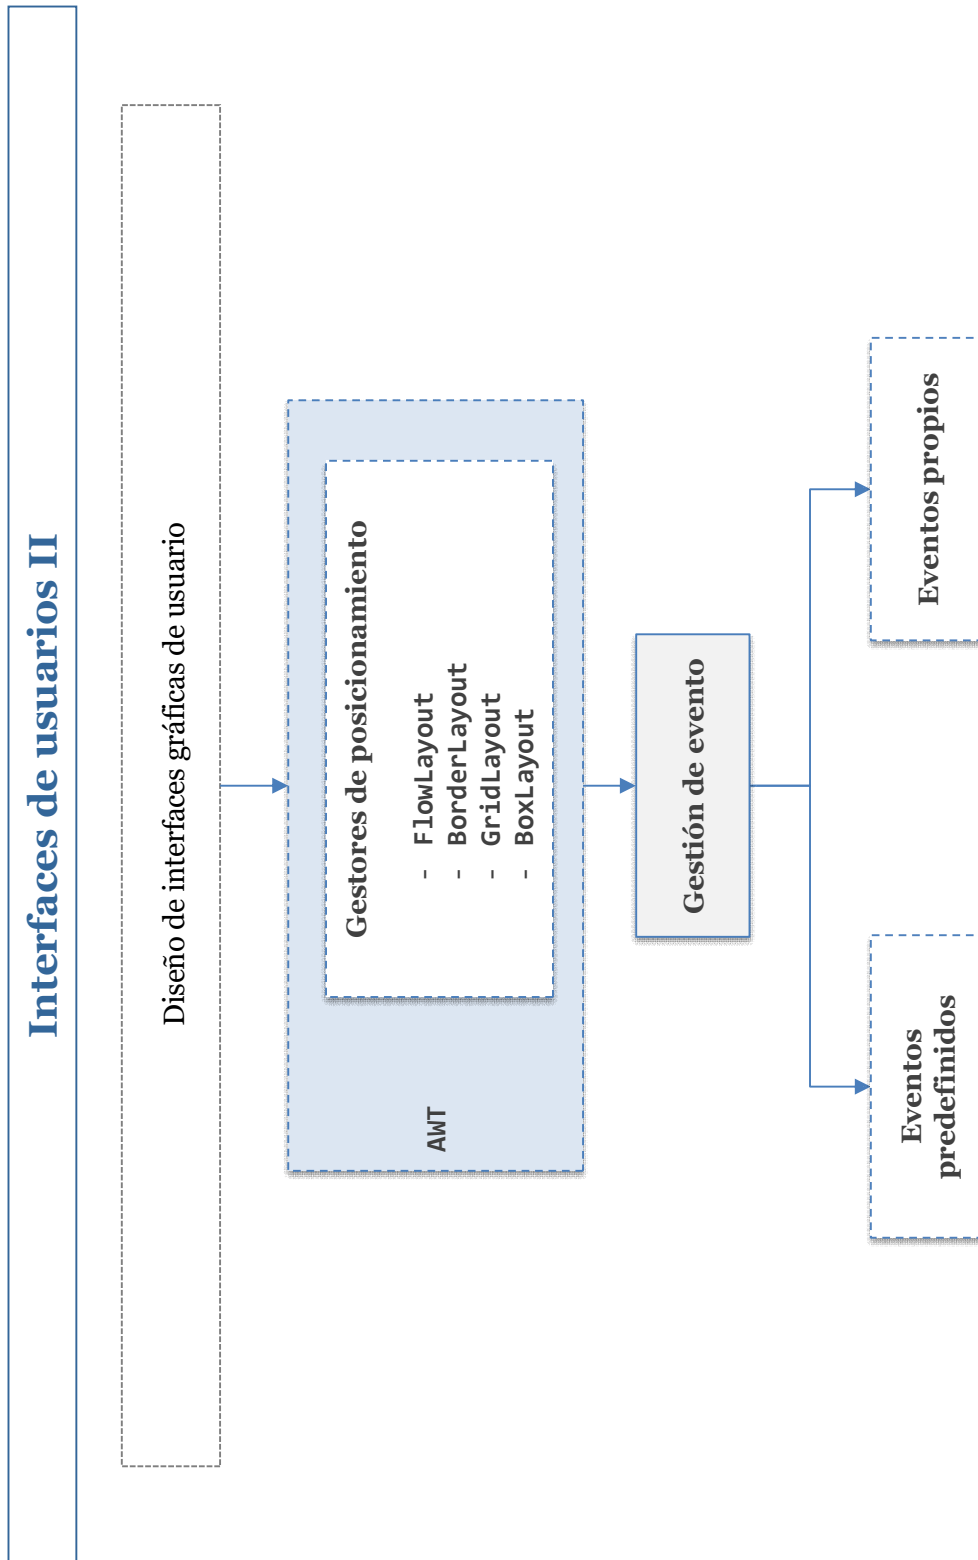 Interfaces de usuarios II
Diseño de interfaces gráficas de usuario
AWT
Gestores de posicionamiento
- FlowLayout
- BorderLayout
- GridLayout
- BoxLayout
Gestión de evento
Eventos
predefinidos
Eventos propios